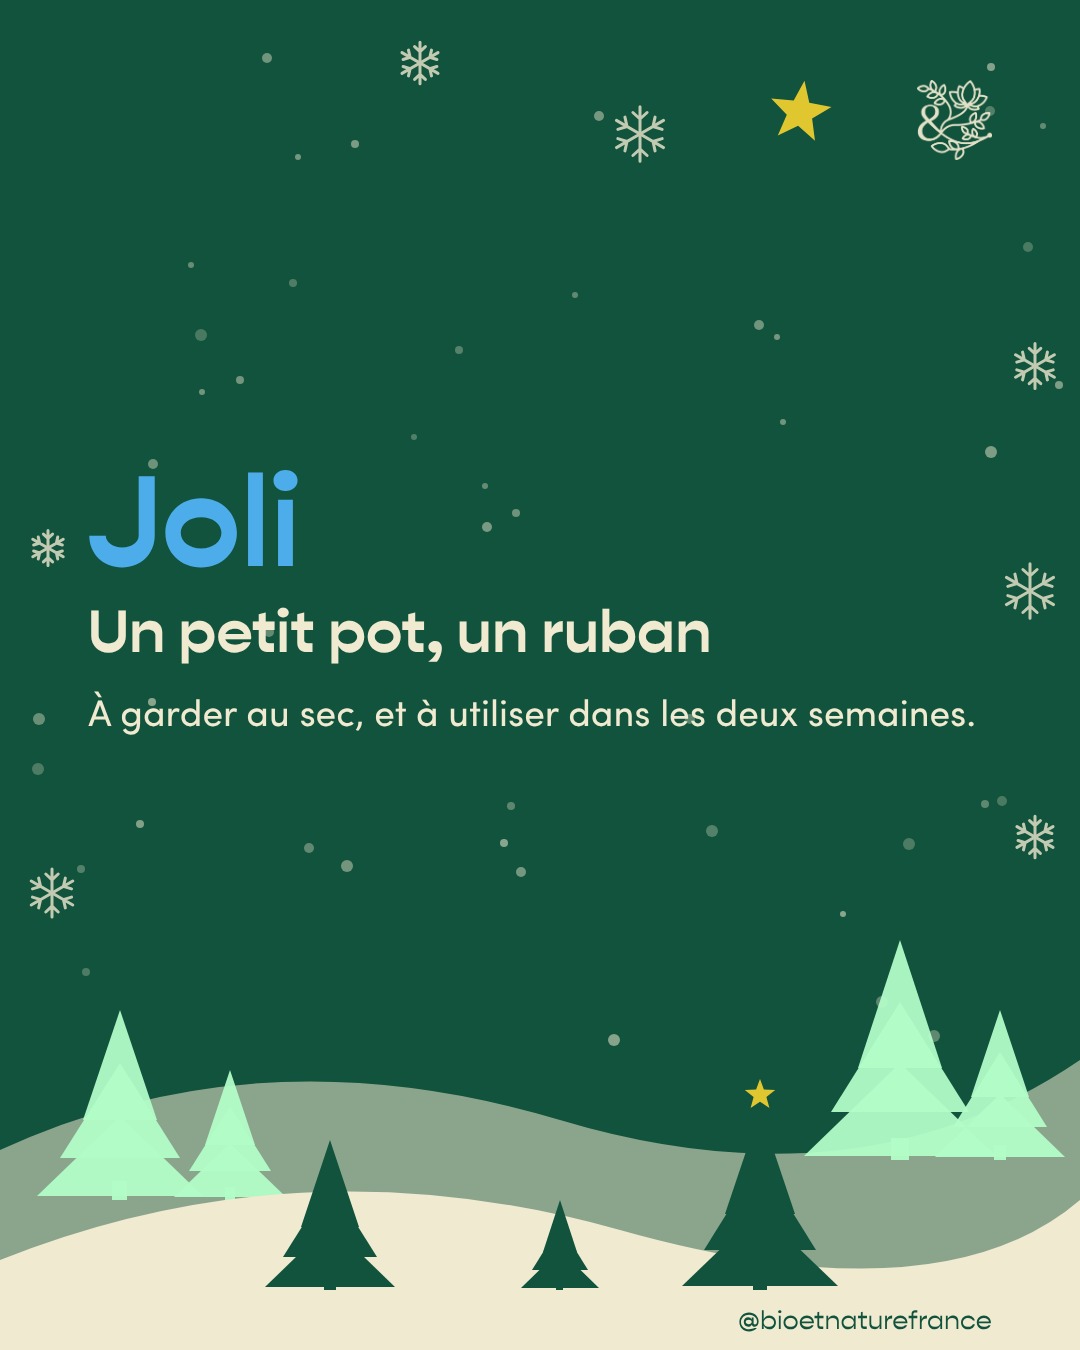 &
Joli
Un petit pot, un ruban
À garder au sec, et à utiliser dans les deux semaines.
@bioetnaturefrance